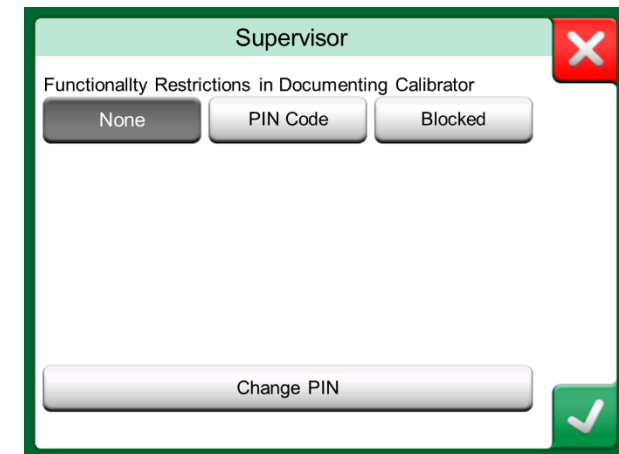 Supervisor
Functionallty Restrictions in Documenting Calibrator
None PIN Code Blocked
Change PIN